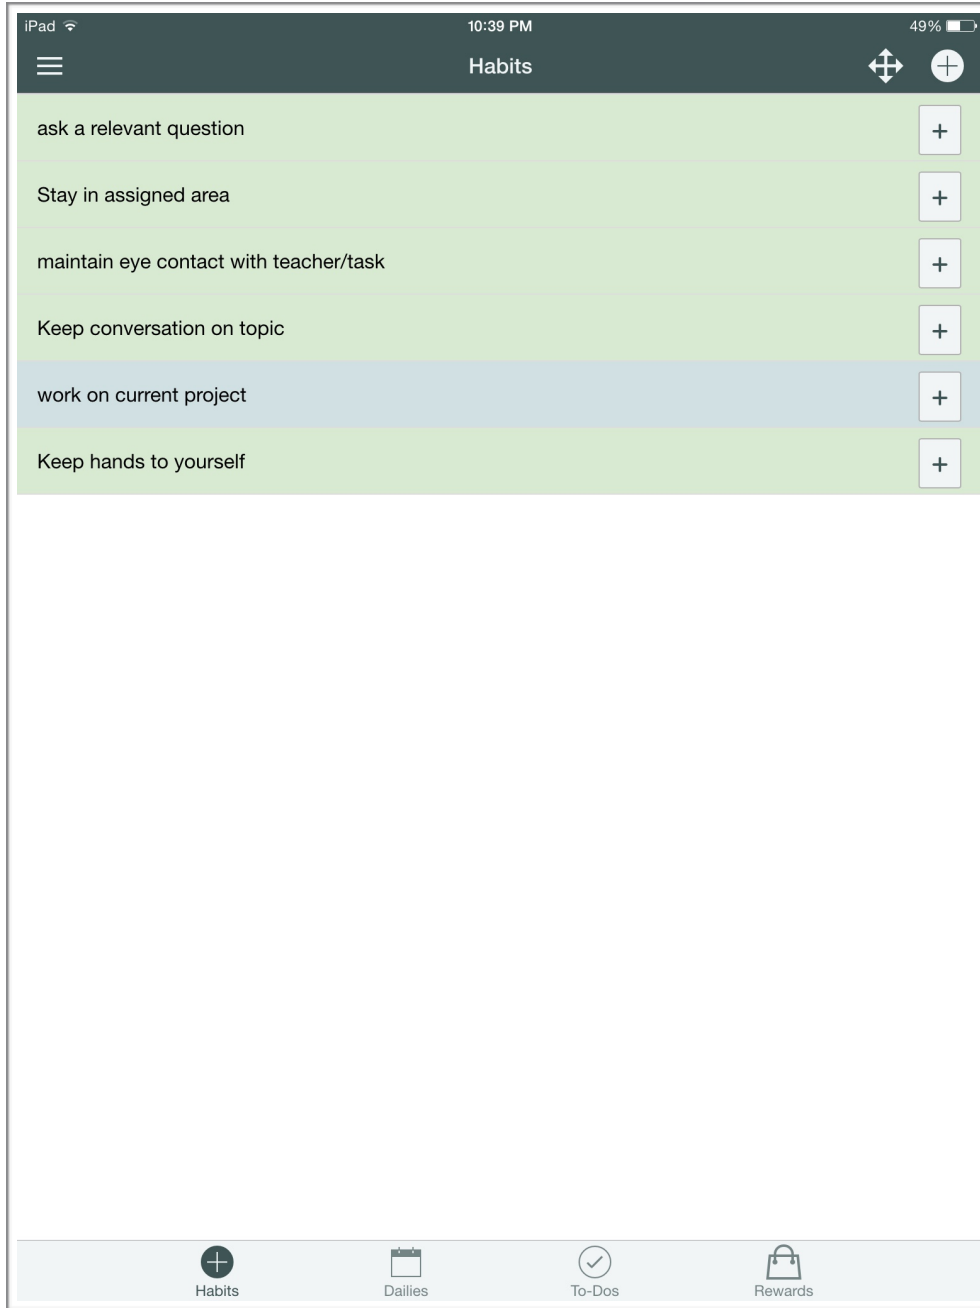 iPad 10:39 PM 49%
Habits
ask a relevant question
Stay in assigned area
maintain eye contact with teacher/task
Keep conversation on topic
work on current project
Keep hands to yourself
Habits Dailies To-Dos Rewards